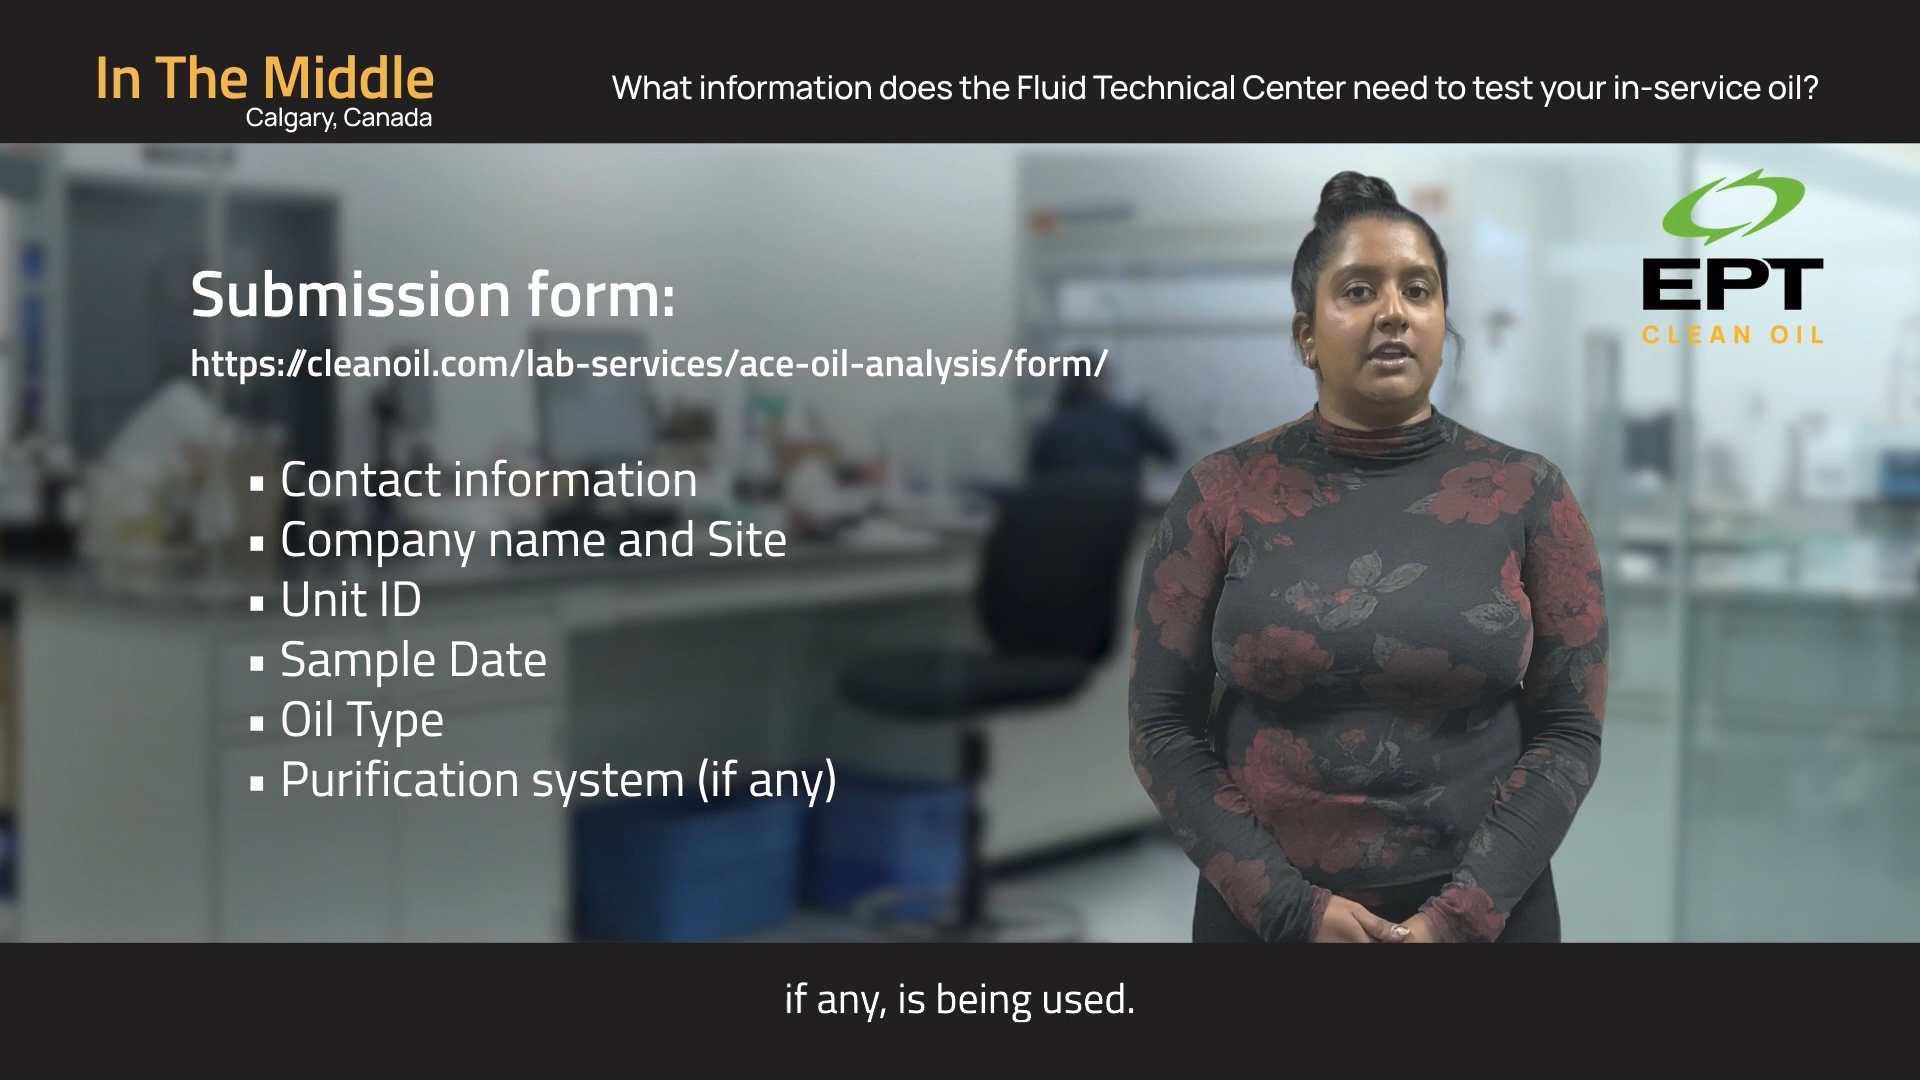 In The Middle
Calgary, Canada
What information does the Fluid Technical Center need to test your in-service oil?
EPT
CLEAN OIL
Submission form:
https://cleanoil.com/lab-services/ace-oil-analysis/form/
▪ Contact information
▪ Company name and Site
▪ Unit ID
▪ Sample Date
▪ Oil Type
▪ Purification system (if any)
if any, is being used.